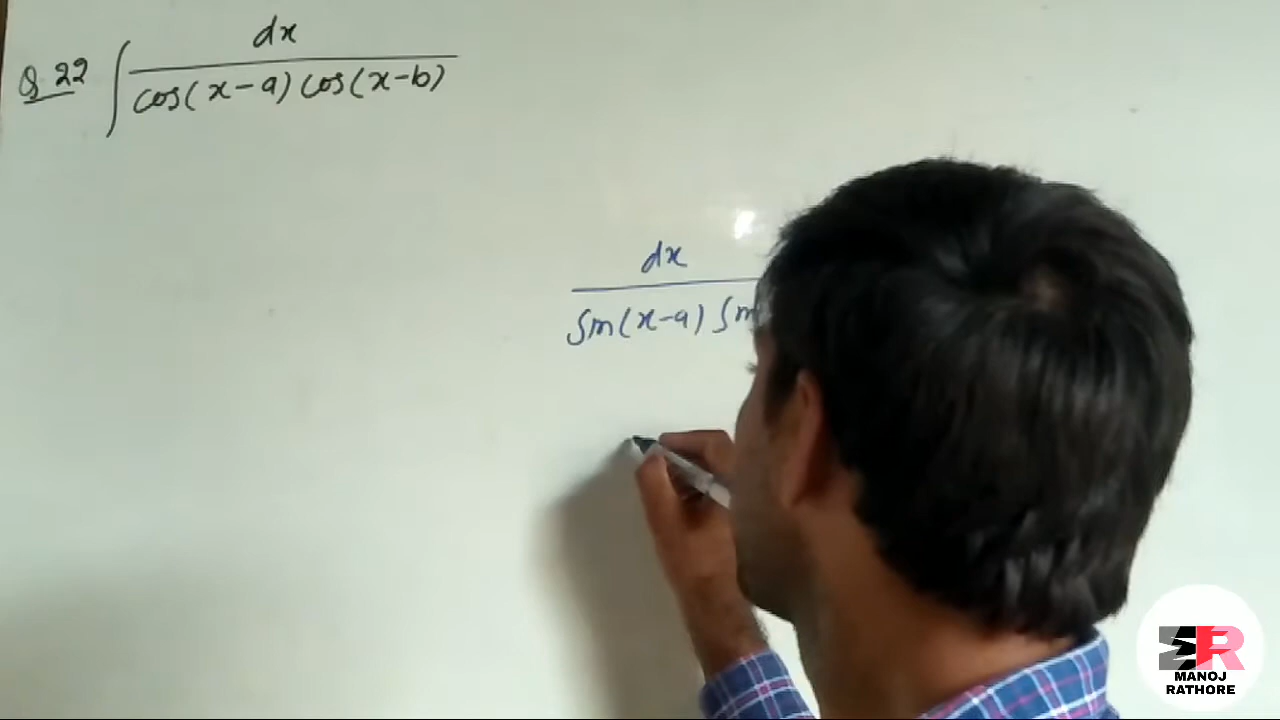 Q 22 ∫ dx
cos(x-a) cos(x-b)
dx
Sin(x-a) Sin
MANOJ
RATHORE